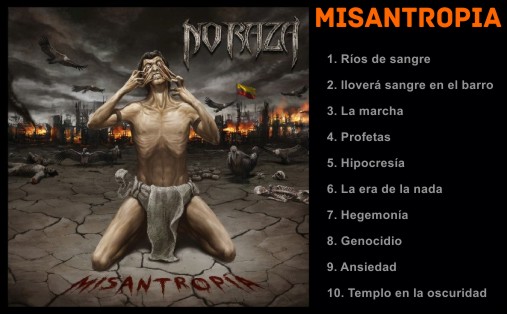 NO RAZA
MISANTROPIA
MISANTROPIA
1. Ríos de sangre
2. lloverá sangre en el barro
3. La marcha
4. Profetas
5. Hipocresía
6. La era de la nada
7. Hegemonía
8. Genocidio
9. Ansiedad
10. Templo en la oscuridad